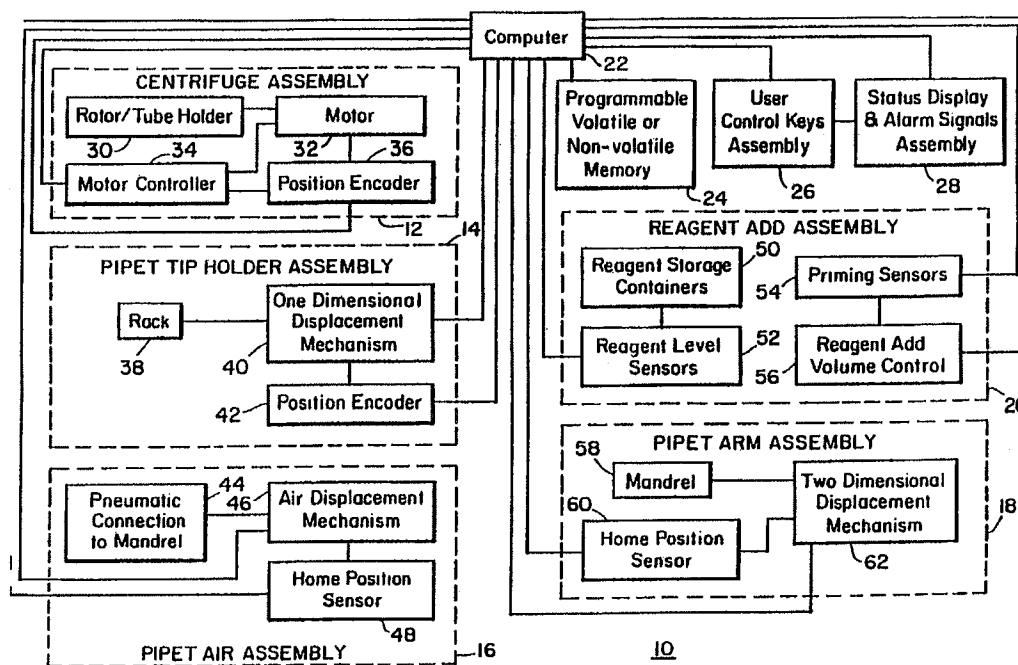 Computer
22
CENTRIFUGE ASSEMBLY
Rotor/Tube Holder
30
Motor
32
34
36
Motor Controller
Position Encoder
12
Programmable
Volatile or
Non-volatile
Memory
24
User
Control Keys
Assembly
26
Status Display
& Alarm Signals
Assembly
28
14
PIPET TIP HOLDER ASSEMBLY
Rack
38
One Dimensional
Displacement
Mechanism
40
42
Position Encoder
REAGENT ADD ASSEMBLY
50
Reagent Storage
Containers
54
Priming Sensors
52
Reagent Level
Sensors
56
Reagent Add
Volume Control
20
44
Pneumatic
Connection
to Mandrel
46
Air Displacement
Mechanism
Home Position
Sensor
48
PIPET AIR ASSEMBLY
16
PIPET ARM ASSEMBLY
58
Mandrel
60
Home Position
Sensor
Two Dimensional
Displacement
Mechanism
62
18
10